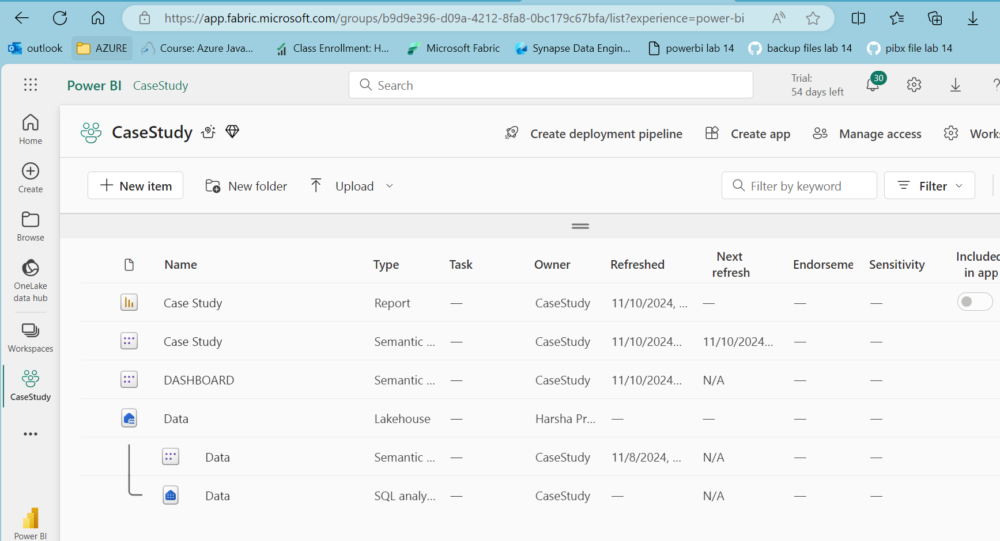 https://app.fabric.microsoft.com/groups/b9d9e396-d09a-4212-8fa8-0bc179c67bfa/list?experience=power-bi
outlook AZURE Course: Azure Java... Class Enrollment: H... Microsoft Fabric Synapse Data Engin... powerbi lab 14 backup files lab 14 pibx file lab 14
Power BI CaseStudy Search Trial: 54 days left 30 ?
Home
Create
Browse
OneLake
data hub
Workspaces
CaseStudy
Power BI
CaseStudy Create deployment pipeline Create app Manage access Works
New item New folder Upload Filter by keyword Filter
Name Type Task Owner Refreshed Next refresh Endorseme Sensitivity Included in app
Case Study Report — CaseStudy 11/10/2024, ... — — —
Case Study Semantic ... — CaseStudy 11/10/2024... 11/10/2024... — —
DASHBOARD Semantic ... — CaseStudy 11/10/2024... N/A — —
Data Lakehouse — Harsha Pr... — — — —
Data Semantic ... — CaseStudy 11/8/2024, ... N/A — —
Data SQL analy... — CaseStudy — N/A — —